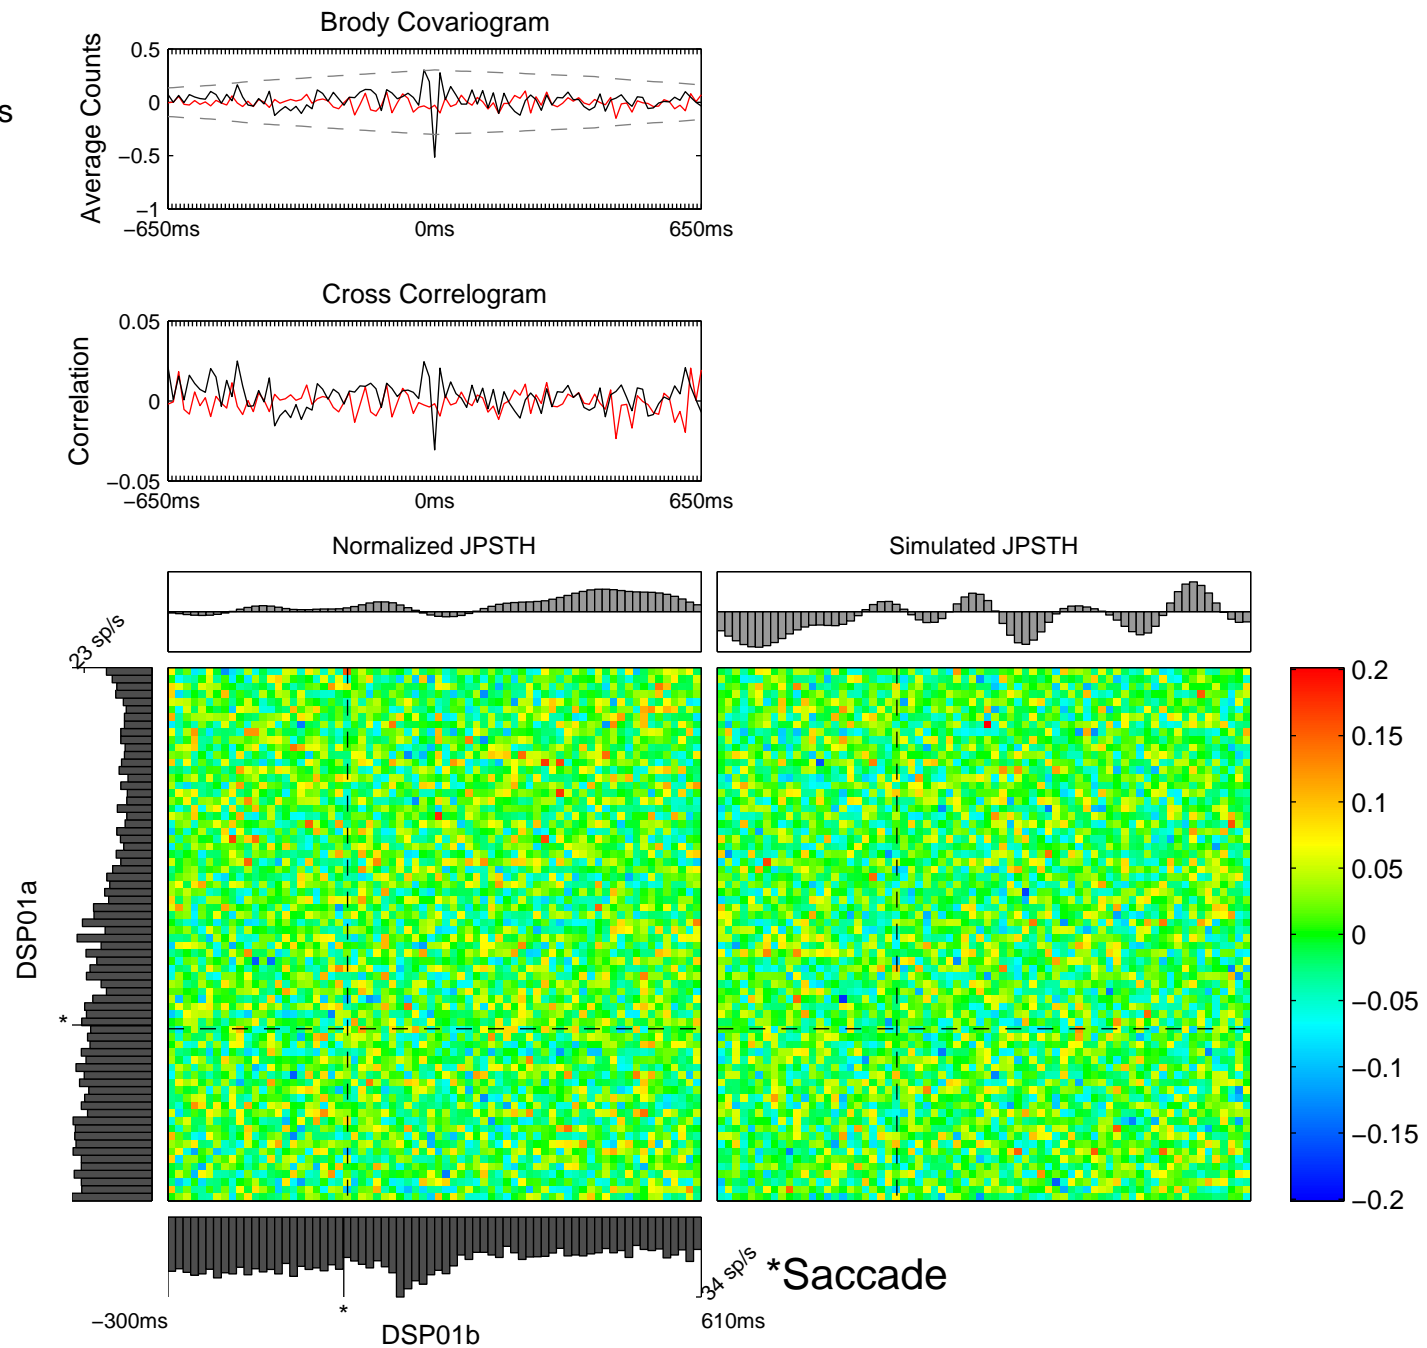 Brody Covariogram
s
Average Counts
0.5
0
−0.5
−1
−650ms
0ms
650ms
Cross Correlogram
Correlation
0.05
0
−0.05
−650ms
0ms
650ms
Normalized JPSTH
Simulated JPSTH
23 sp/s
DSP01a
*
0.2
0.15
0.1
0.05
0
−0.05
−0.1
−0.15
−0.2
34 sp/s
*Saccade
*
−300ms
610ms
DSP01b